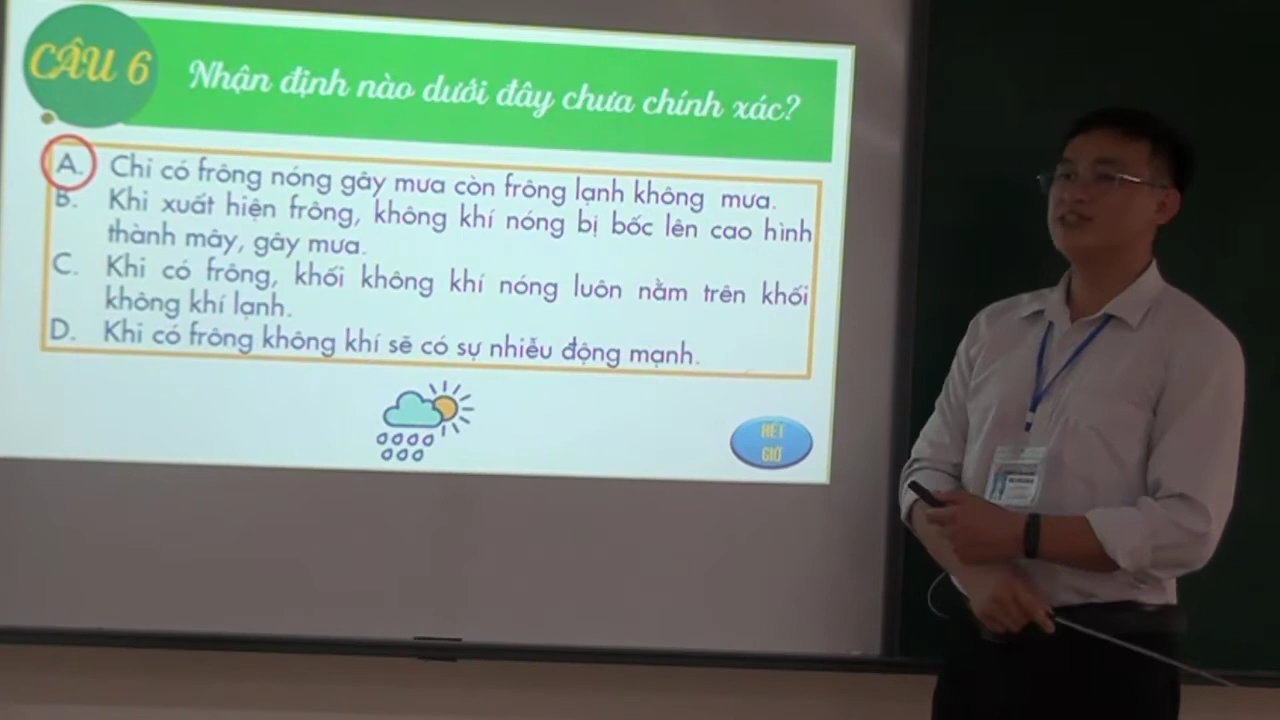 CÂU 6
Nhận định nào dưới đây chưa chính xác?
A. Chỉ có frông nóng gây mưa còn frông lạnh không mưa.
B. Khi xuất hiện frông, không khí nóng bị bốc lên cao hình
thành mây, gây mưa.
C. Khi có frông, khối không khí nóng luôn nằm trên khối
không khí lạnh.
D. Khi có frông không khí sẽ có sự nhiễu động mạnh.
HẾT
GIỜ